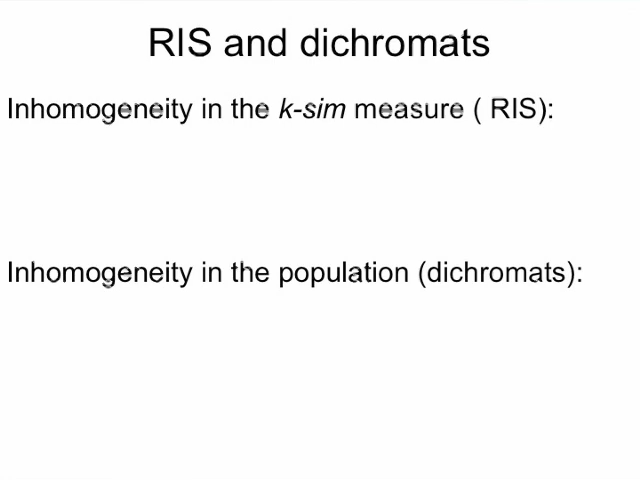 RIS and dichromats
Inhomogeneity in the k-sim measure ( RIS):
Inhomogeneity in the population (dichromats):